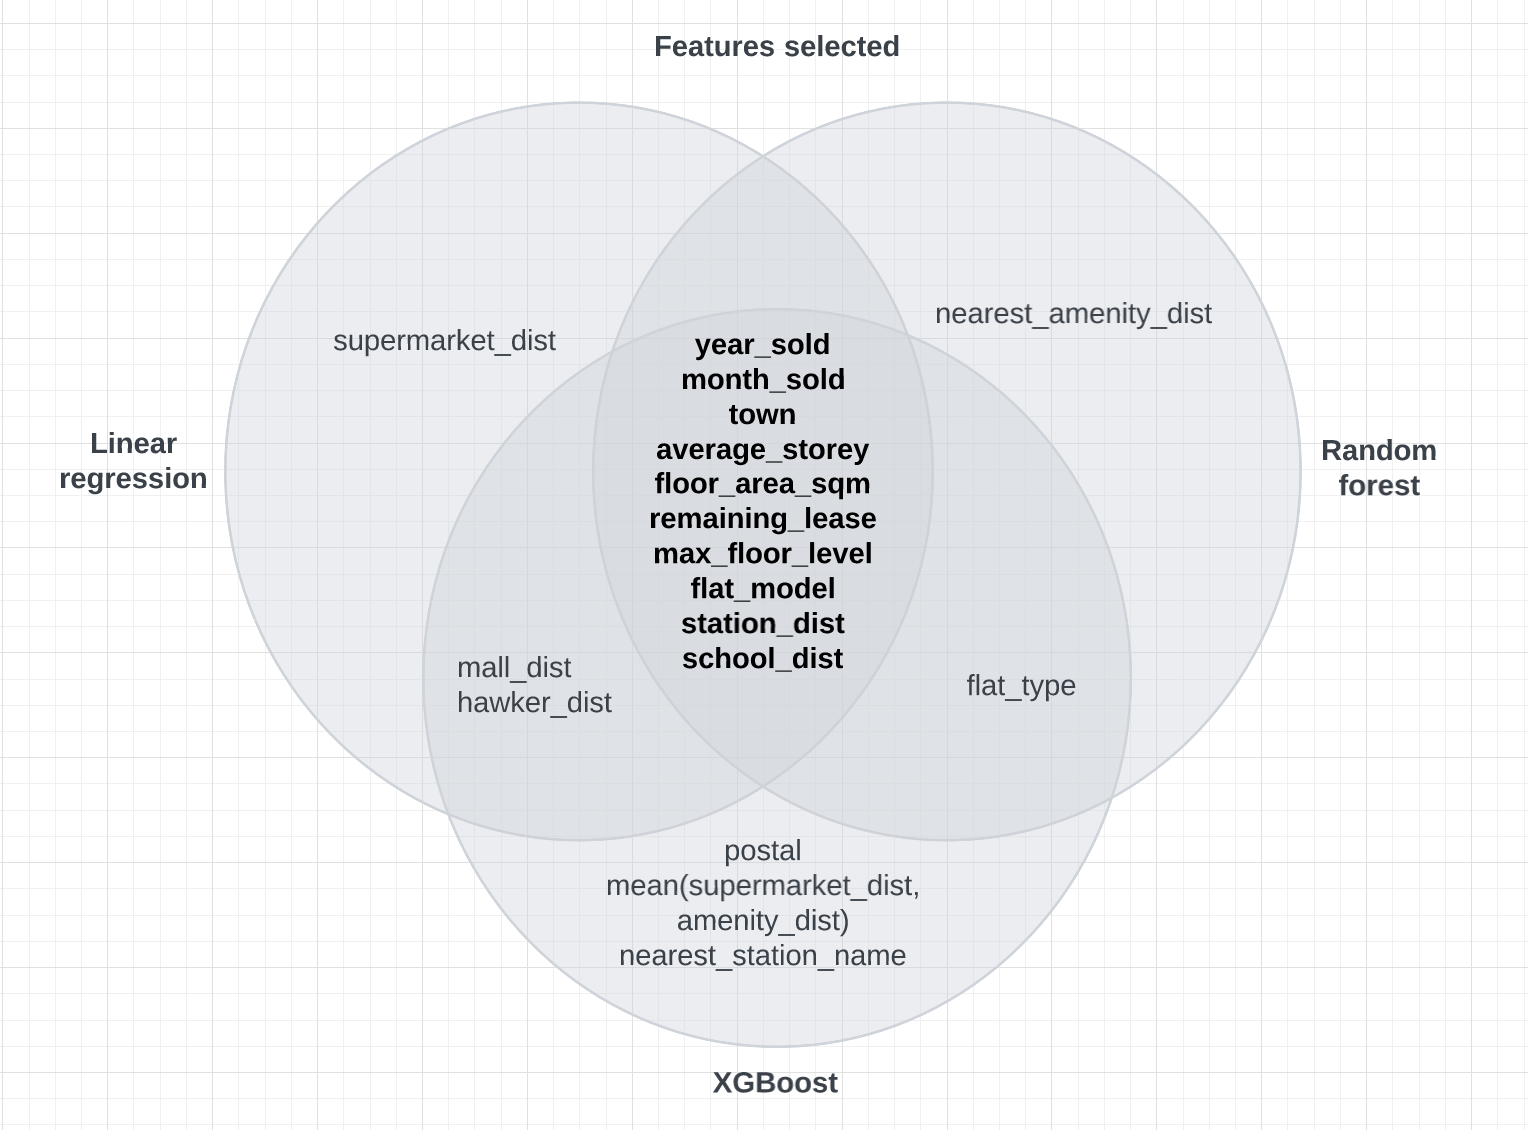 Features selected
nearest_amenity_dist
supermarket_dist
year_sold
month_sold
town
average_storey
floor_area_sqm
remaining_lease
max_floor_level
flat_model
station_dist
school_dist
Linear
regression
Random
forest
mall_dist
hawker_dist
flat_type
postal
mean(supermarket_dist,
amenity_dist)
nearest_station_name
XGBoost